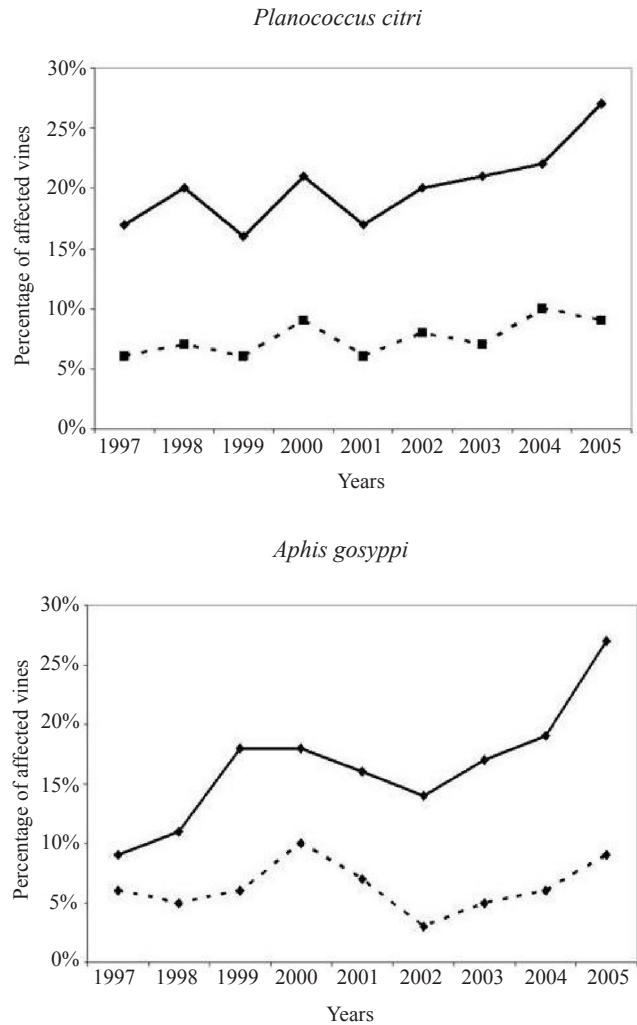 Planococcus citri
30%
25%
20%
15%
10%
5%
0%
Percentage of affected vines
1997 1998 1999 2000 2001 2002 2003 2004 2005
Years
Aphis gosyppi
30%
25%
20%
15%
10%
5%
0%
Percentage of affected vines
1997 1998 1999 2000 2001 2002 2003 2004 2005
Years